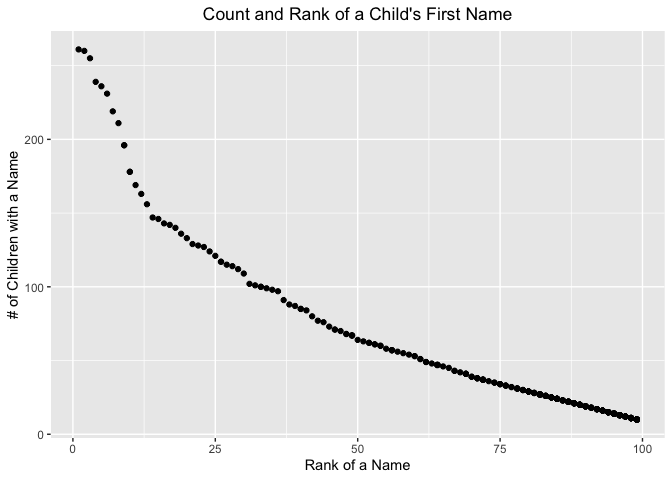 Count and Rank of a Child's First Name
# of Children with a Name
200
100
0
0 25 50 75 100
Rank of a Name